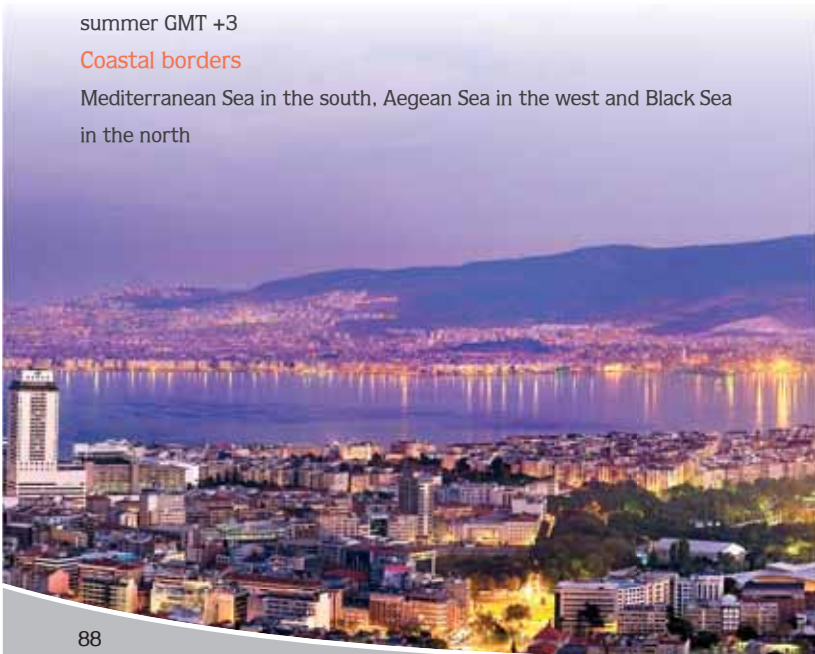 summer GMT +3
Coastal borders
Mediterranean Sea in the south, Aegean Sea in the west and Black Sea
in the north
88